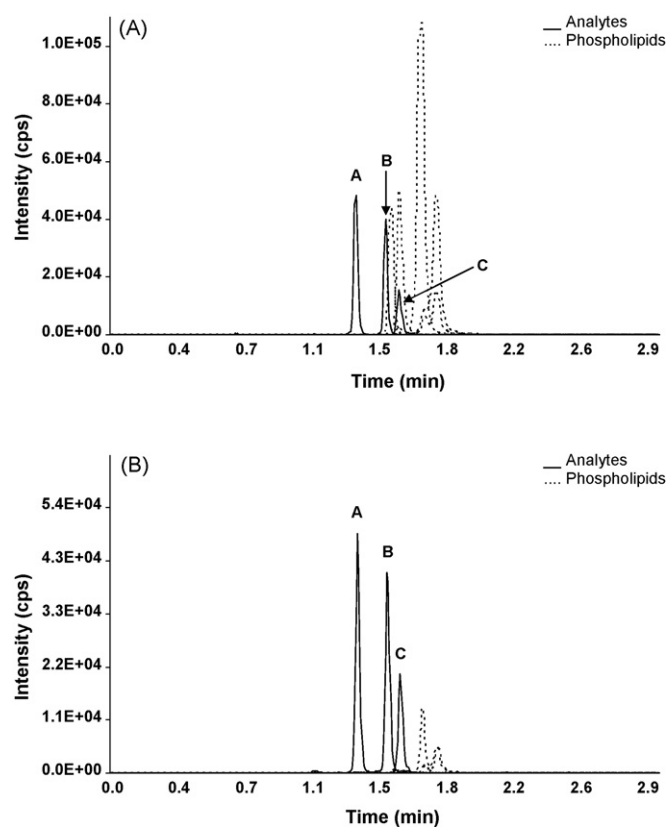 (A)
Analytes
Phospholipids
1.0E+05
8.0E+04
6.0E+04
4.0E+04
2.0E+04
0.0E+00
Intensity (cps)
A
B
C
0.0 0.4 0.7 1.1 1.5 1.8 2.2 2.6 2.9
Time (min)
(B)
Analytes
Phospholipids
5.4E+04
4.3E+04
3.3E+04
2.2E+04
1.1E+04
0.0E+00
Intensity (cps)
A
B
C
0.0 0.4 0.7 1.1 1.5 1.8 2.2 2.6 2.9
Time (min)